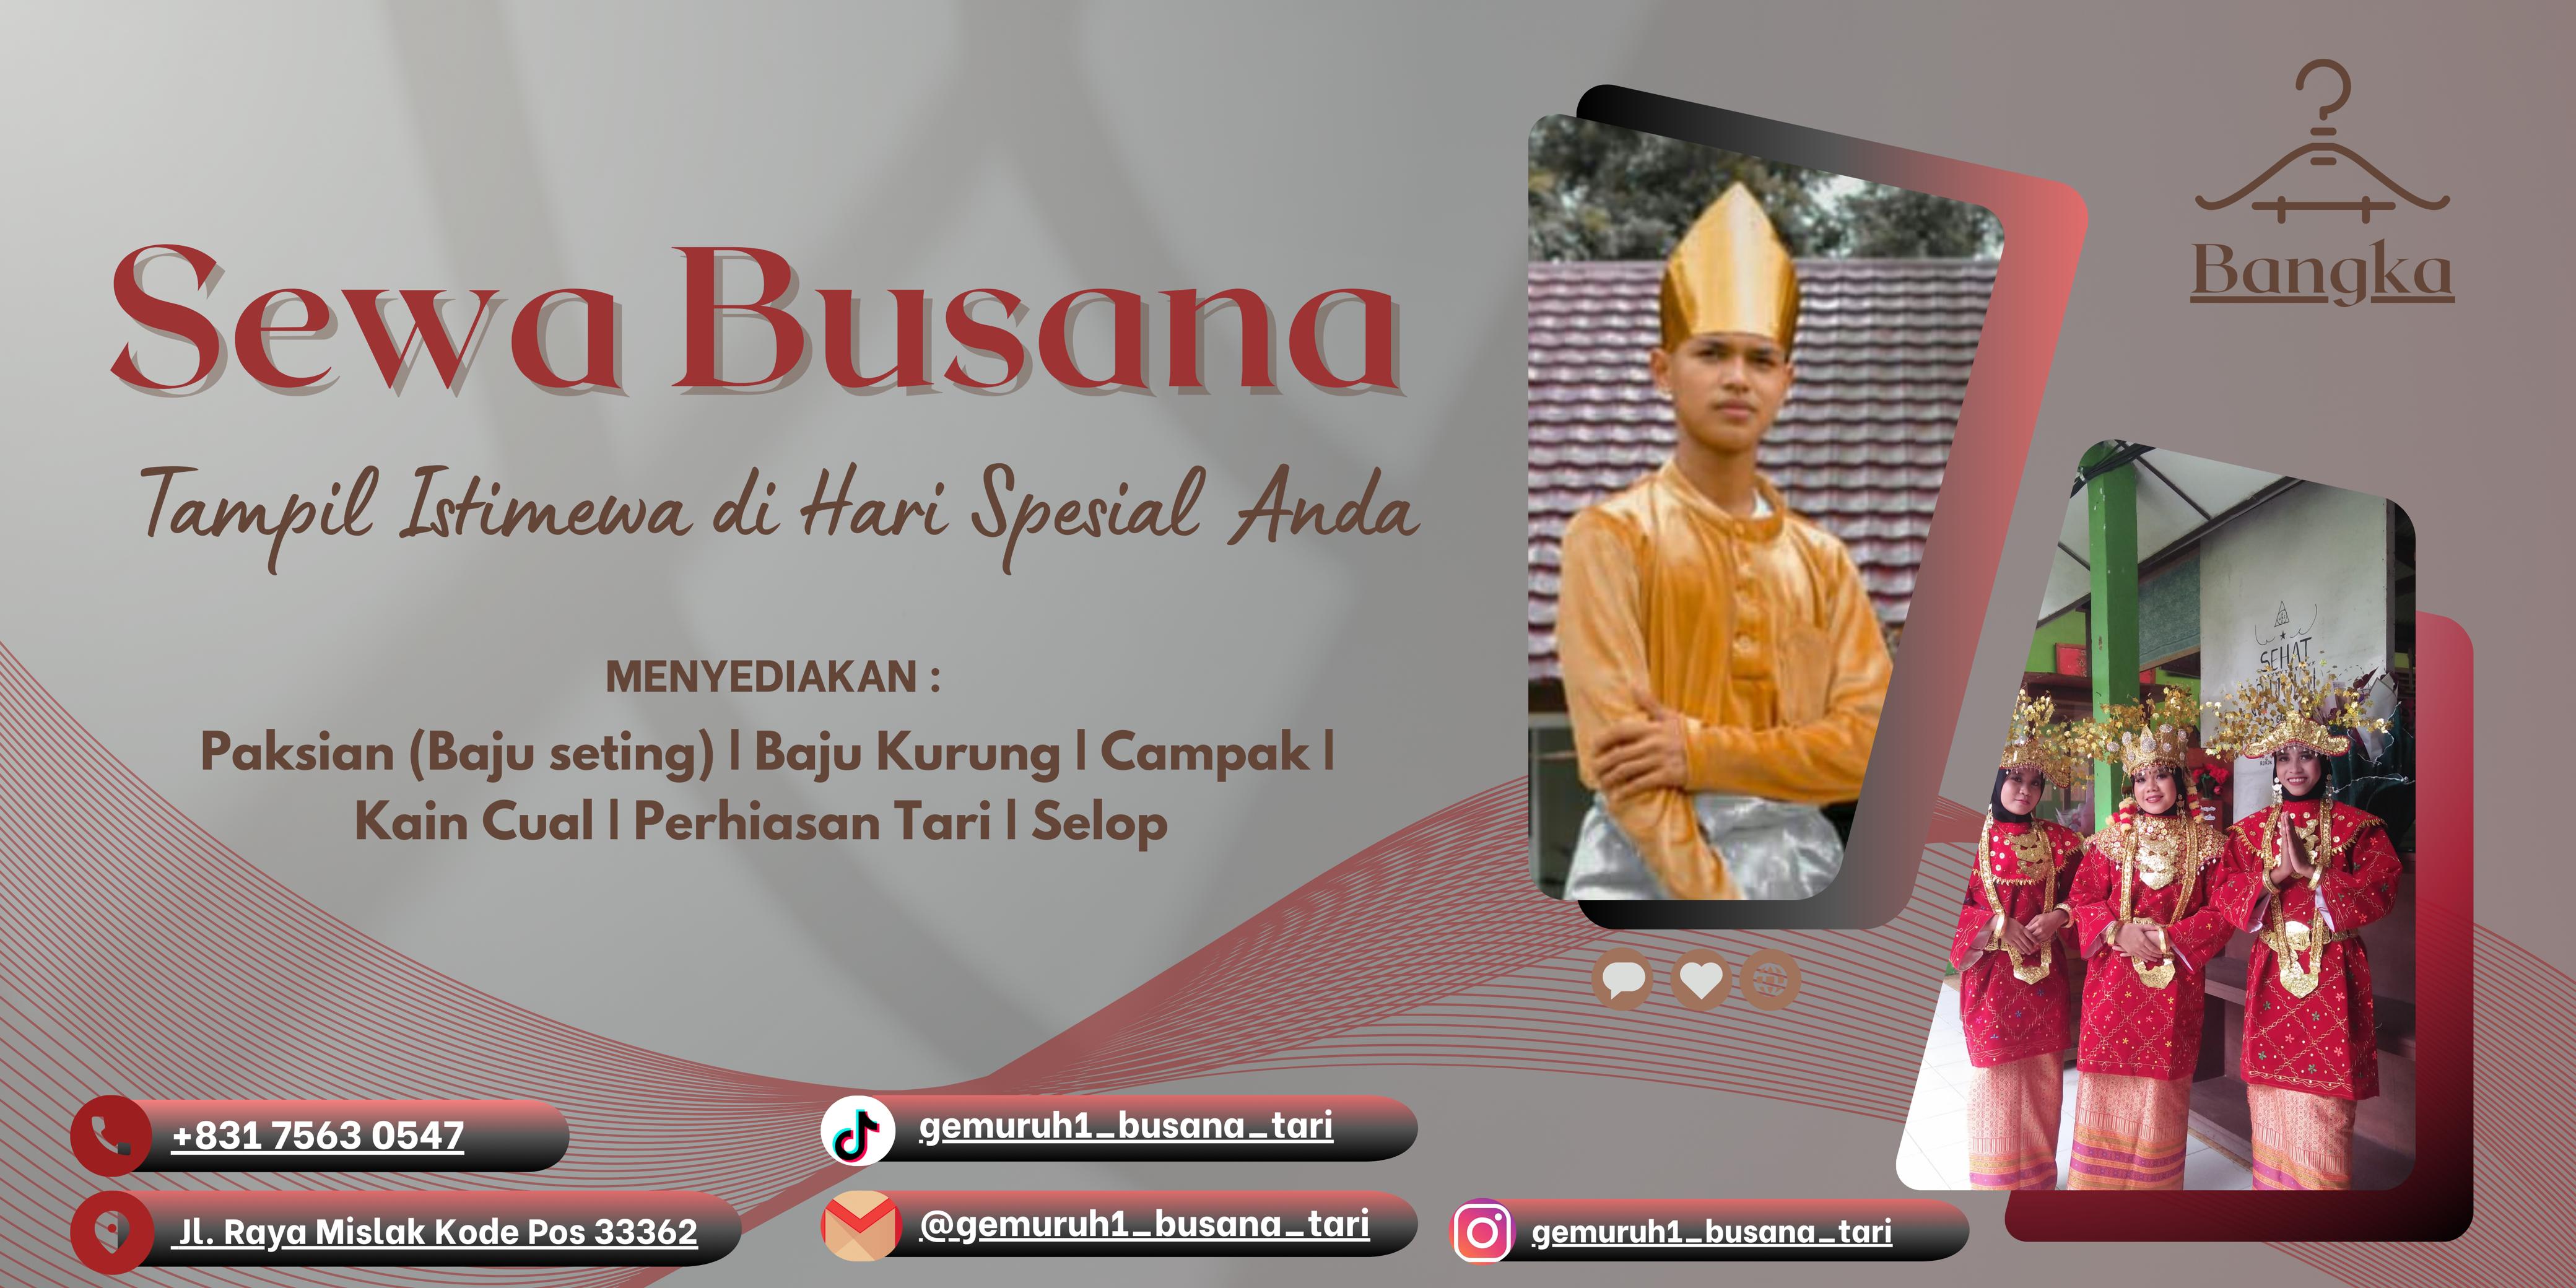 Bangka
Sewa Busana
Tampil Istimewa di Hari Spesial Anda
MENYEDIAKAN :
Paksian (Baju seting) | Baju Kurung | Campak |
Kain Cual | Perhiasan Tari | Selop
SEHAT
+831 7563 0547
Jl. Raya Mislak Kode Pos 33362
gemuruh1_busana_tari
@gemuruh1_busana_tari
gemuruh1_busana_tari